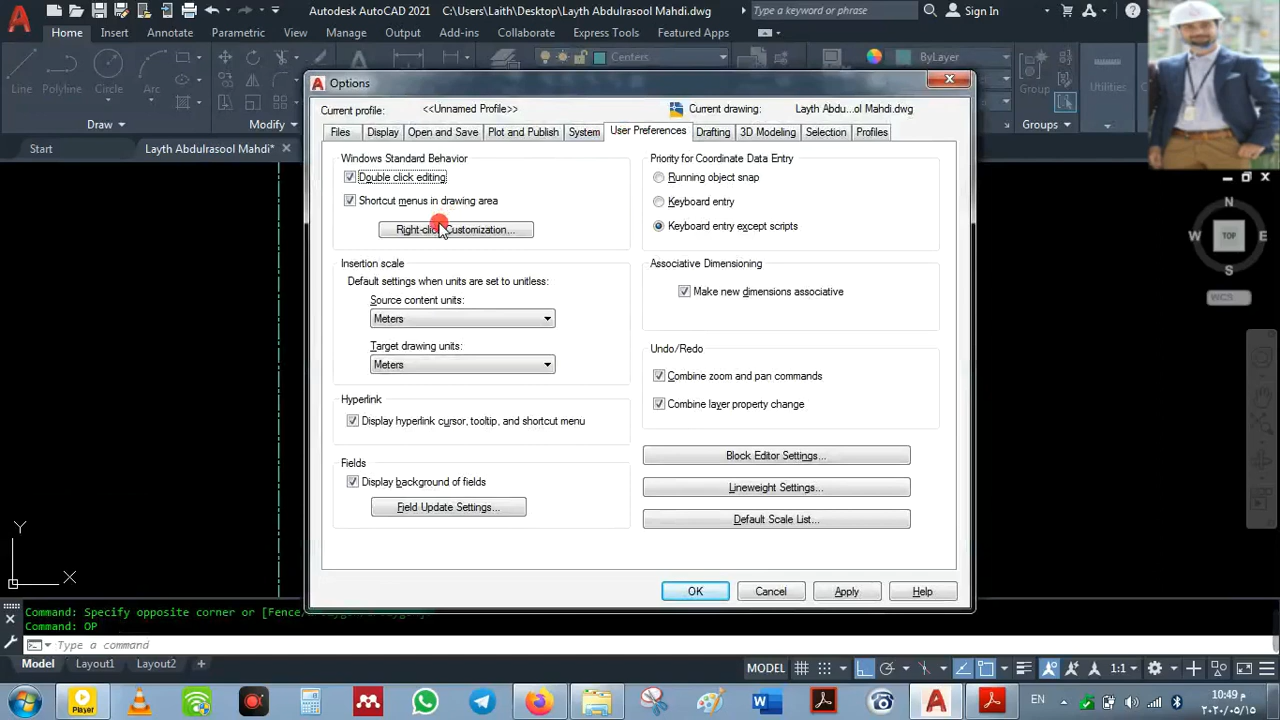 Autodesk AutoCAD 2021 C:\Users\Laith\Desktop\Layth Abdulrasool Mahdi.dwg
Type a keyword or phrase
Sign In
Home Insert Annotate Parametric View Manage Output Add-ins Collaborate Express Tools Featured Apps
Line Polyline Circle Arc
Centers
ByLayer
Group
Utilities
Draw
Modify
Groups
Start
Layth Abdulrasool Mahdi*
Options
Current profile: <<Unnamed Profile>>
Current drawing: Layth Abdu...ol Mahdi.dwg
Files Display Open and Save Plot and Publish System User Preferences Drafting 3D Modeling Selection Profiles
Windows Standard Behavior
Double click editing
Shortcut menus in drawing area
Customization...
Insertion scale
Default settings when units are set to unitless:
Source content units:
Meters
Target drawing units:
Meters
Hyperlink
Display hyperlink cursor, tooltip, and shortcut menu
Fields
Display background of fields
Field Update Settings...
Priority for Coordinate Data Entry
Running object snap
Keyboard entry
Keyboard entry except scripts
Associative Dimensioning
Make new dimensions associative
Undo/Redo
Combine zoom and pan commands
Combine layer property change
Block Editor Settings...
Lineweight Settings...
Default Scale List...
OK
Cancel
Apply
Help
N
W TOP E
S
WCS
Y
X
Command: Specify opposite corner or [Fence/
Command: OP
Type a command
Model Layout1 Layout2 +
MODEL
1:1
Player
EN
10:49 م
٢٠٢٠/٠٥/١٥